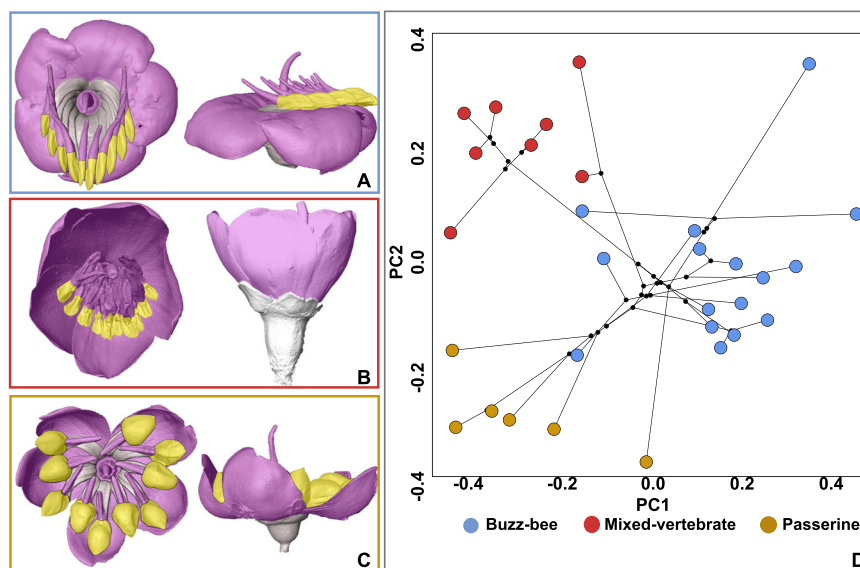 A
B
C
0.4
0.2
0.0
-0.2
-0.4
PC2
-0.4
-0.2
0.0
0.2
0.4
PC1
Buzz-bee
Mixed-vertebrate
Passerine
D